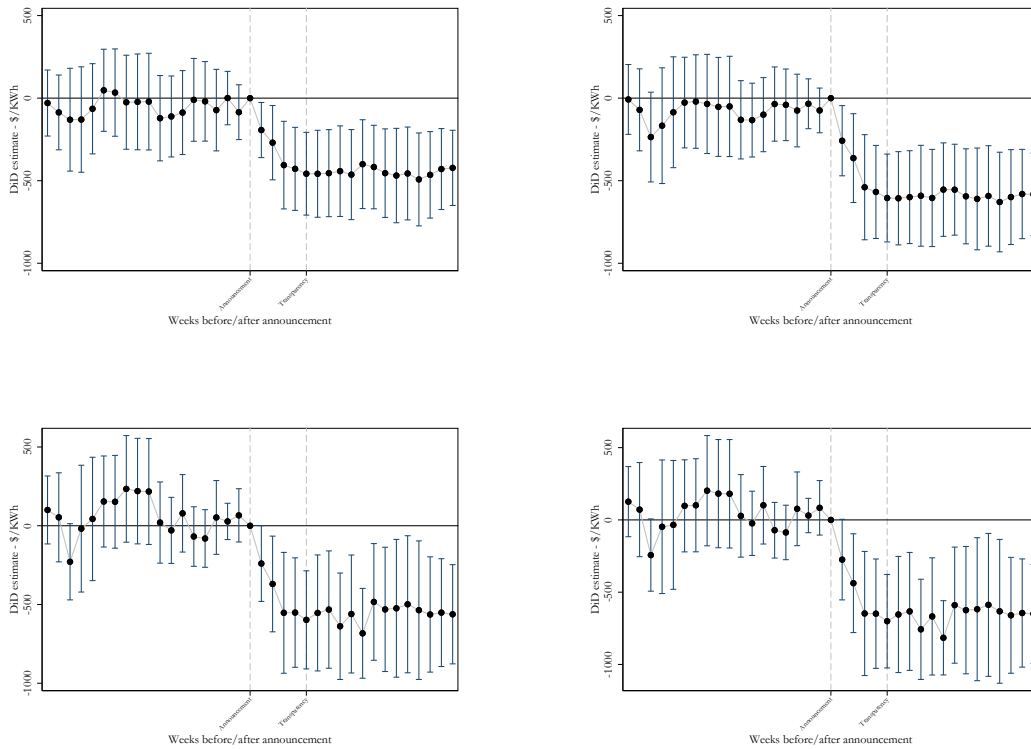 500
0
-500
-1000
DiD estimate - $/KWh
Announcement
Transparency
Weeks before/after announcement
500
0
-500
-1000
DiD estimate - $/KWh
Announcement
Transparency
Weeks before/after announcement
500
0
-500
-1000
DiD estimate - $/KWh
Announcement
Transparency
Weeks before/after announcement
500
0
-500
-1000
DiD estimate - $/KWh
Announcement
Transparency
Weeks before/after announcement